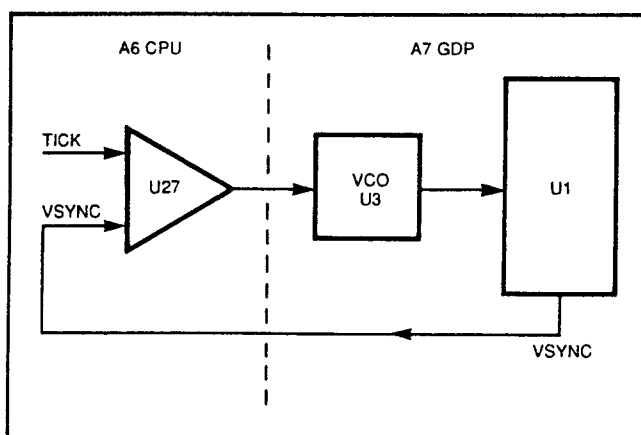 A6 CPU
A7 GDP
TICK
U27
VSYNC
VCO
U3
U1
VSYNC